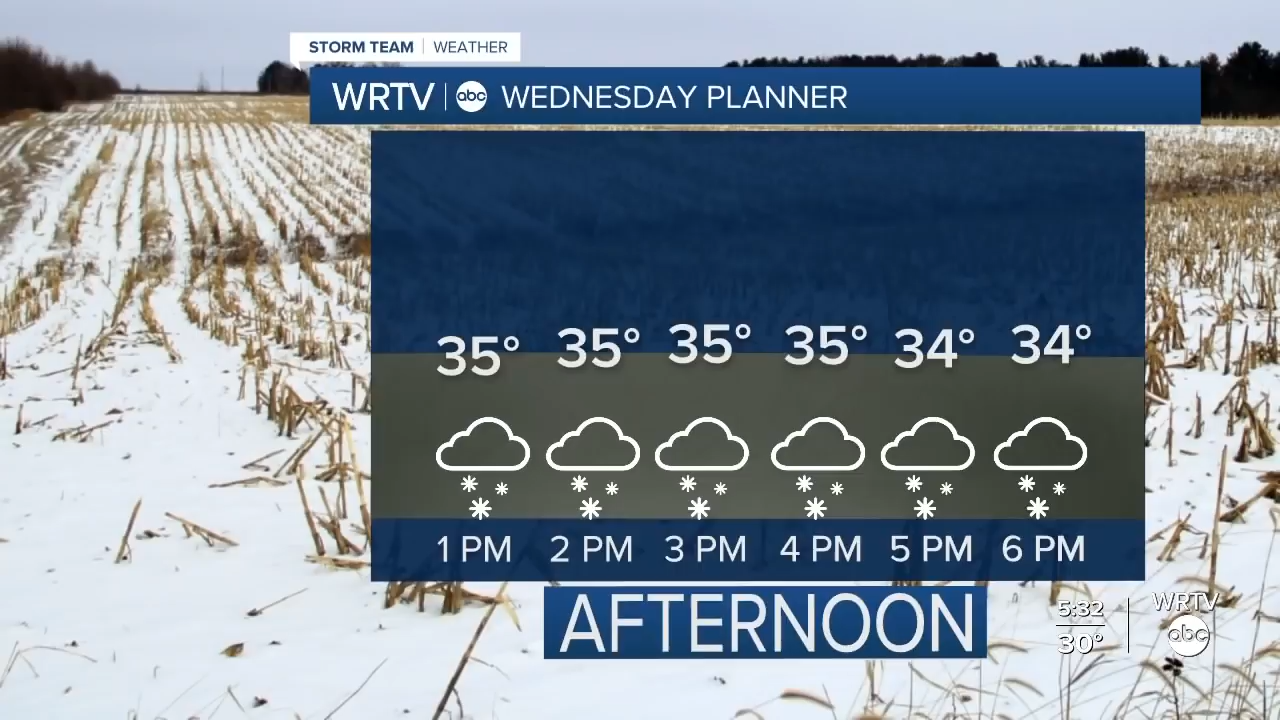 STORM TEAM | WEATHER
WRTV | abc WEDNESDAY PLANNER
35° 35° 35° 35° 34° 34°
1 PM 2 PM 3 PM 4 PM 5 PM 6 PM
AFTERNOON
5:32 WRTV
30° abc